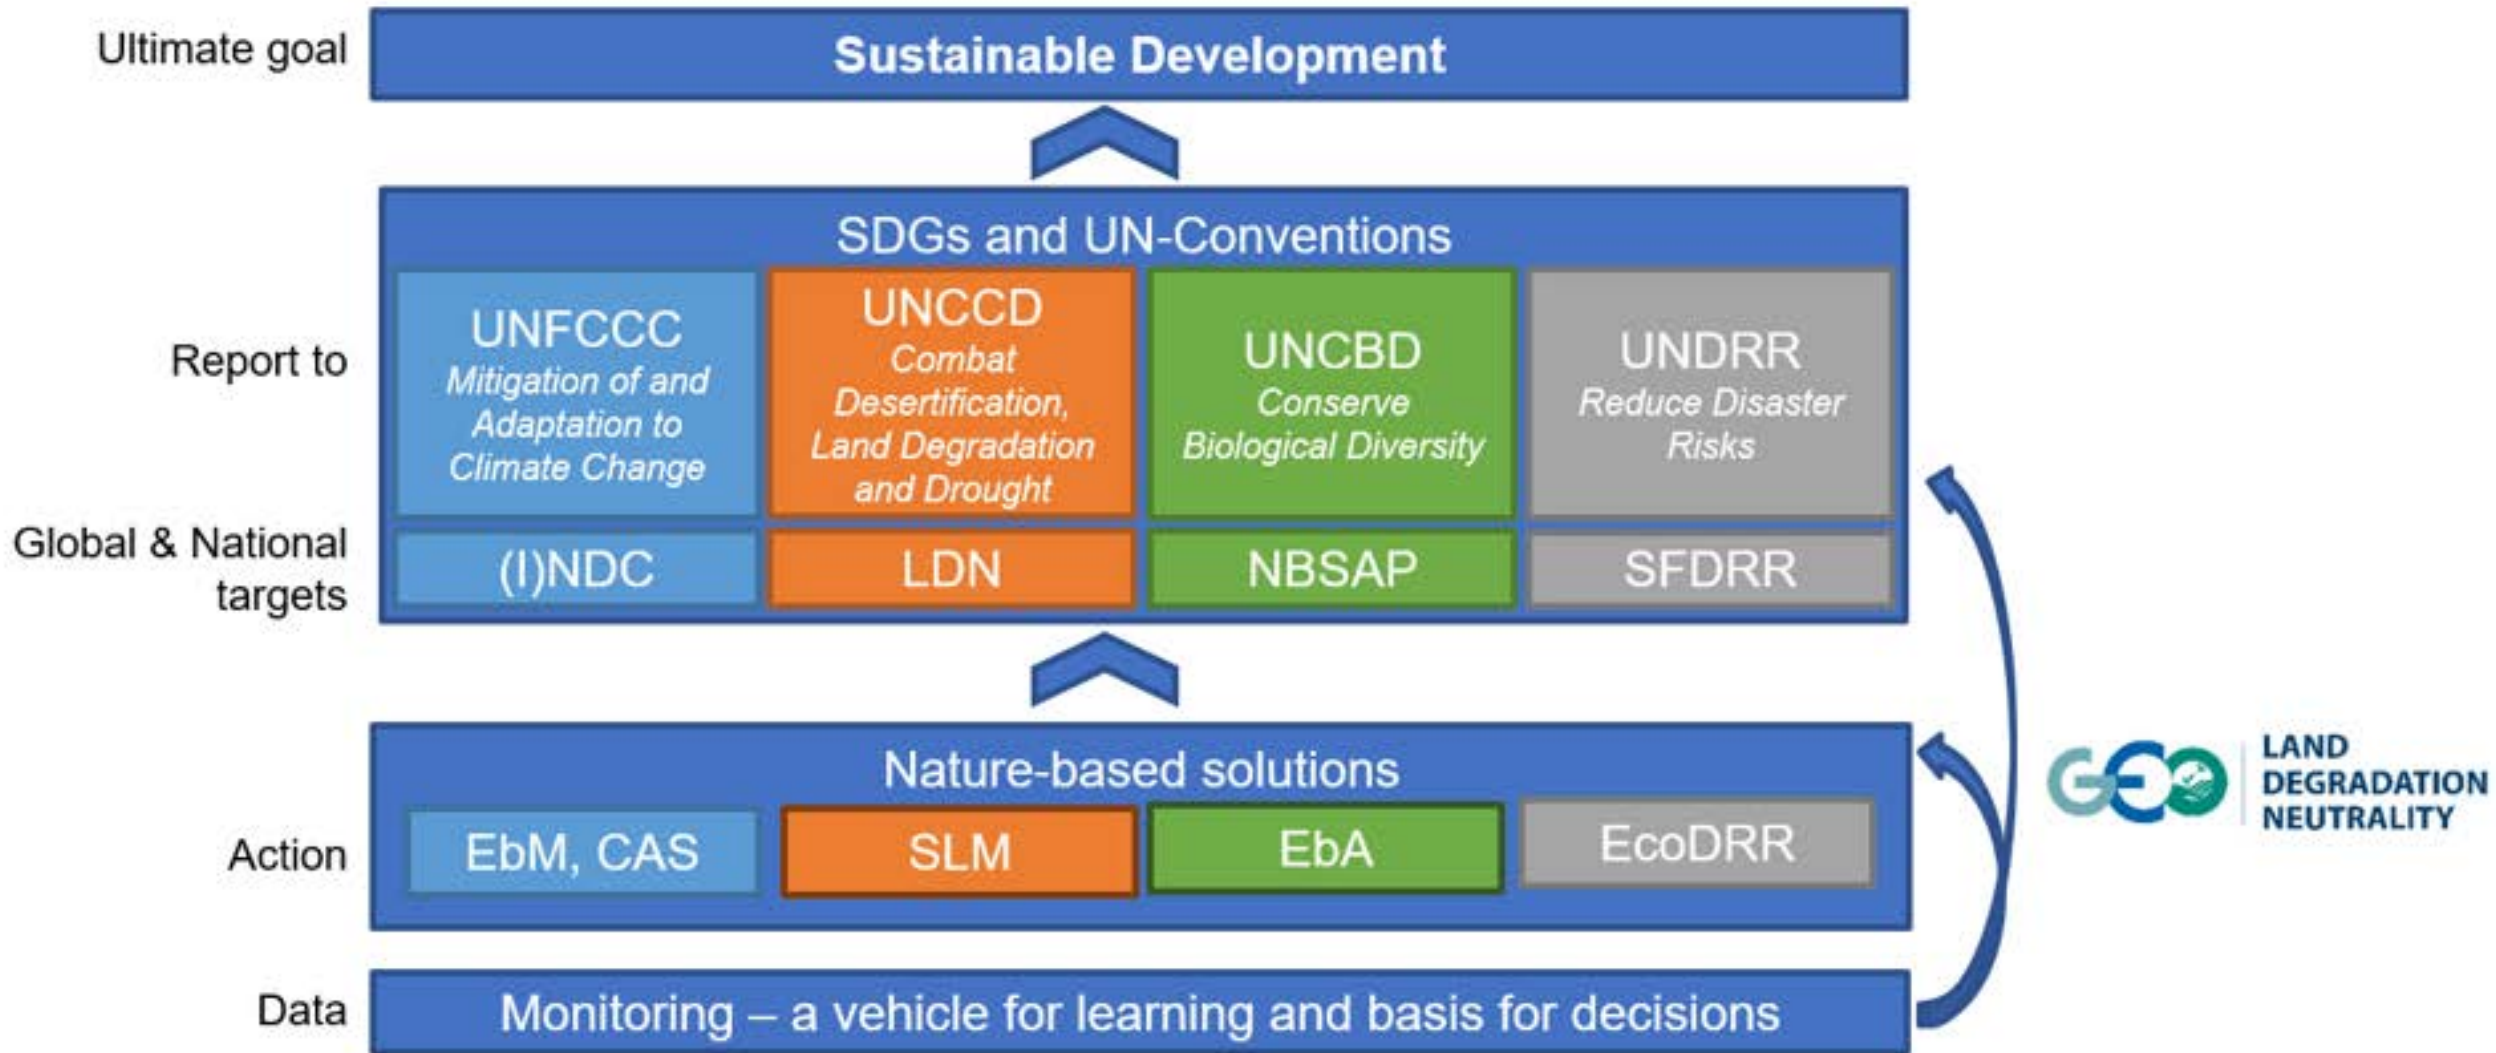 Ultimate goal
Sustainable Development
SDGs and UN-Conventions
Report to
UNFCCC
Mitigation of and
Adaptation to
Climate Change
UNCCD
Combat
Desertification,
Land Degradation
and Drought
UNCBD
Conserve
Biological Diversity
UNDRR
Reduce Disaster
Risks
Global & National
targets
(I)NDC
LDN
NBSAP
SFDRR
Nature-based solutions
Action
EbM, CAS
SLM
EbA
EcoDRR
GEO
LAND
DEGRADATION
NEUTRALITY
Data
Monitoring – a vehicle for learning and basis for decisions